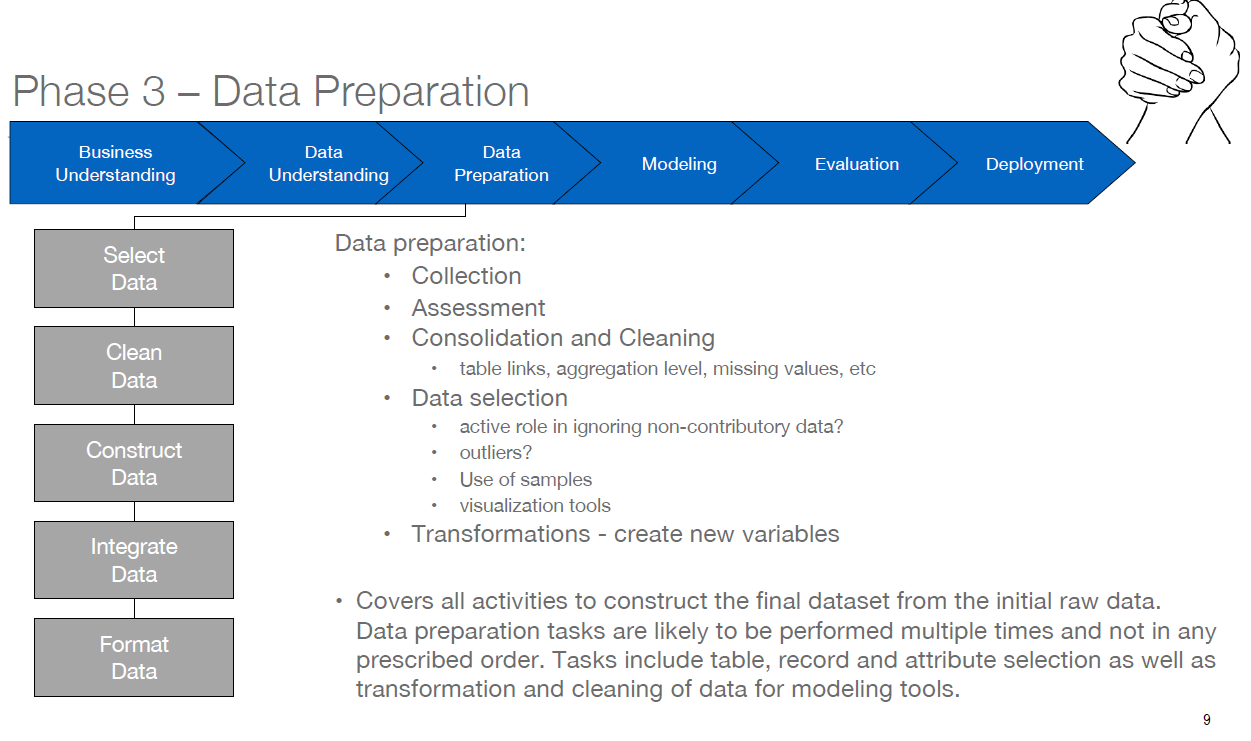 Phase 3 – Data Preparation
Business
Understanding
Data
Understanding
Data
Preparation
Modeling
Evaluation
Deployment
Select
Data
Clean
Data
Construct
Data
Integrate
Data
Format
Data
Data preparation:
• Collection
• Assessment
• Consolidation and Cleaning
• table links, aggregation level, missing values, etc
• Data selection
• active role in ignoring non-contributory data?
• outliers?
• Use of samples
• visualization tools
• Transformations - create new variables
• Covers all activities to construct the final dataset from the initial raw data.
Data preparation tasks are likely to be performed multiple times and not in any
prescribed order. Tasks include table, record and attribute selection as well as
transformation and cleaning of data for modeling tools.
9